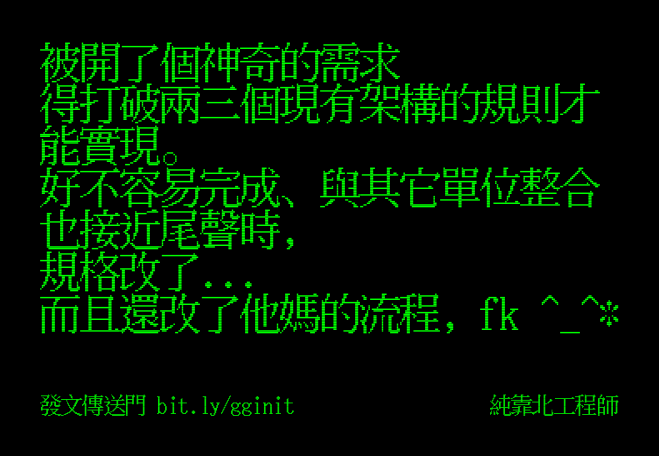 被開了個神奇的需求
得打破兩三個現有架構的規則才
能實現。
好不容易完成、與其它單位整合
也接近尾聲時,
規格改了...
而且還改了他媽的流程, fk ^_^*
發文傳送門 bit.ly/gginit
純靠北工程師